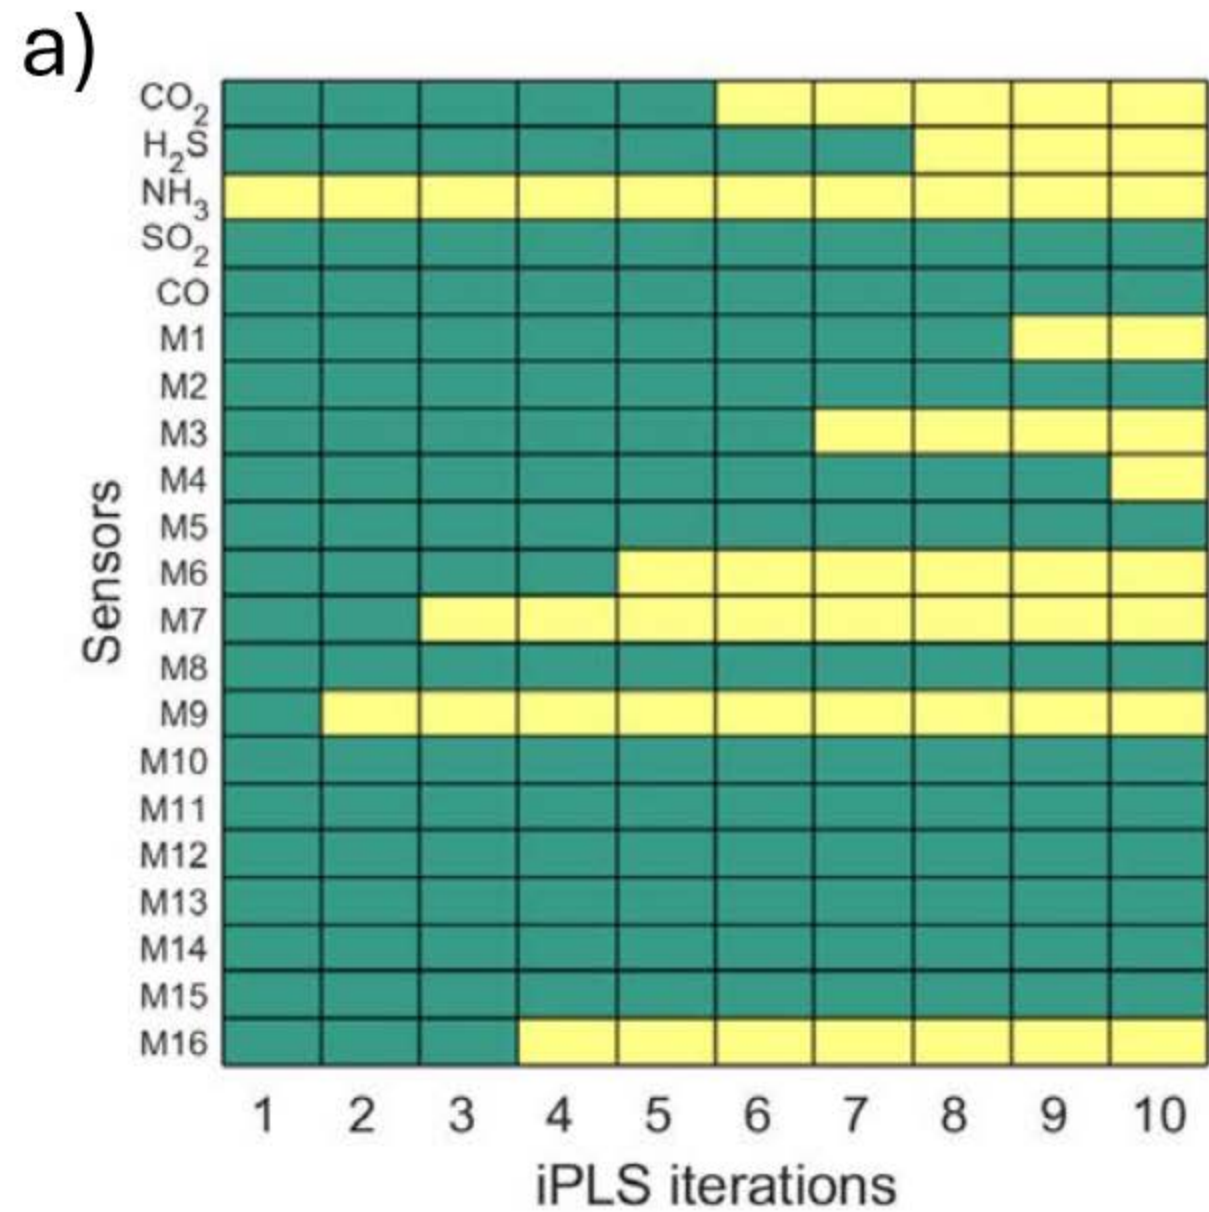 a)
CO₂
H₂S
NH₃
SO₂
CO
M1
M2
M3
M4
M5
M6
M7
M8
M9
M10
M11
M12
M13
M14
M15
M16
Sensors
1 2 3 4 5 6 7 8 9 10
iPLS iterations